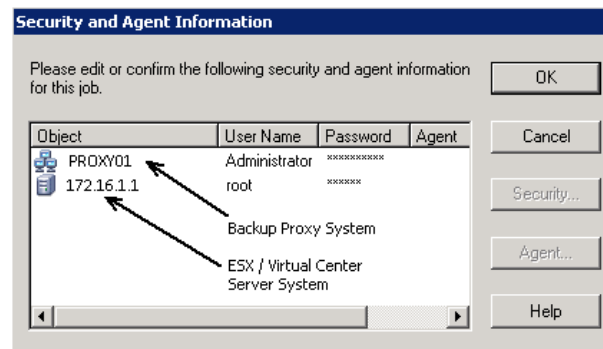 Security and Agent Information
Please edit or confirm the following security and agent information
for this job.
OK
Object User Name Password Agent
Cancel
PROXY01 Administrator **********
172.16.1.1 root ******
Security...
Backup Proxy System
Agent...
ESX / Virtual Center
Server System
Help